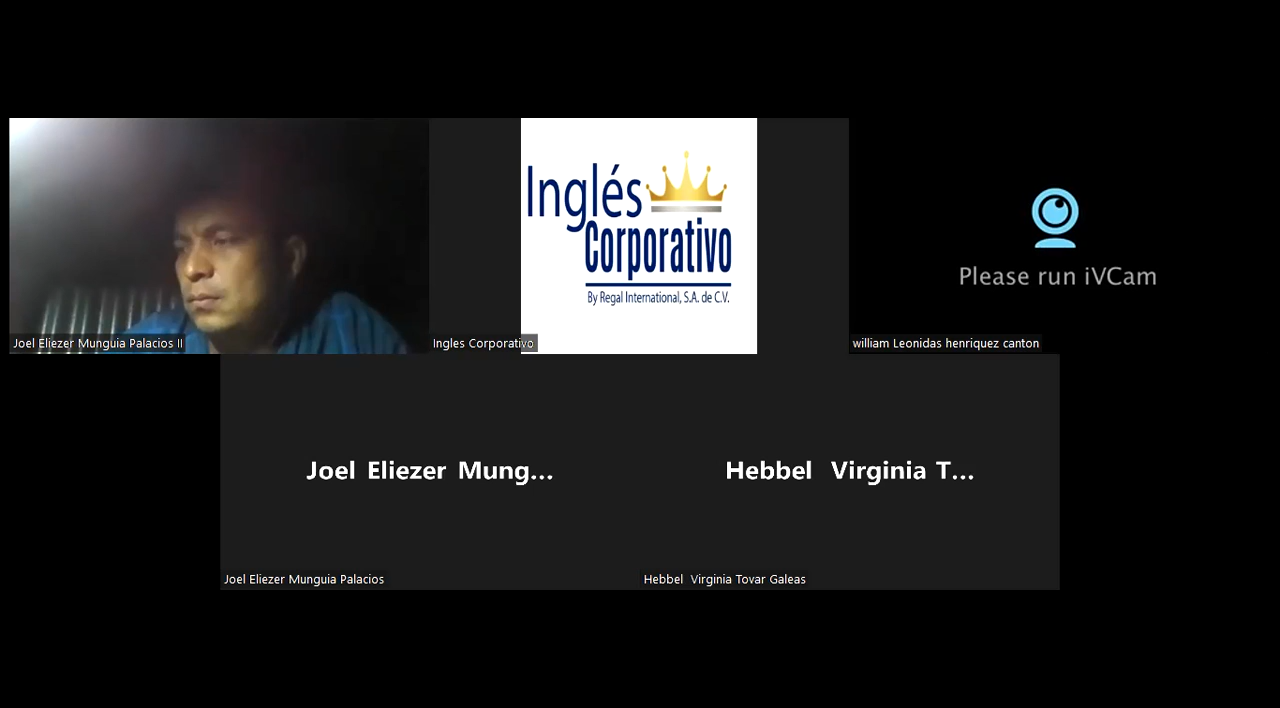 Inglés
Corporativo
By Regal International, S.A. de C.V.
Please run iVCam
Joel Eliezer Munguia Palacios II
Ingles Corporativo
william Leonidas henriquez canton
Joel Eliezer Mung...
Hebbel Virginia T...
Joel Eliezer Munguia Palacios
Hebbel Virginia Tovar Galeas